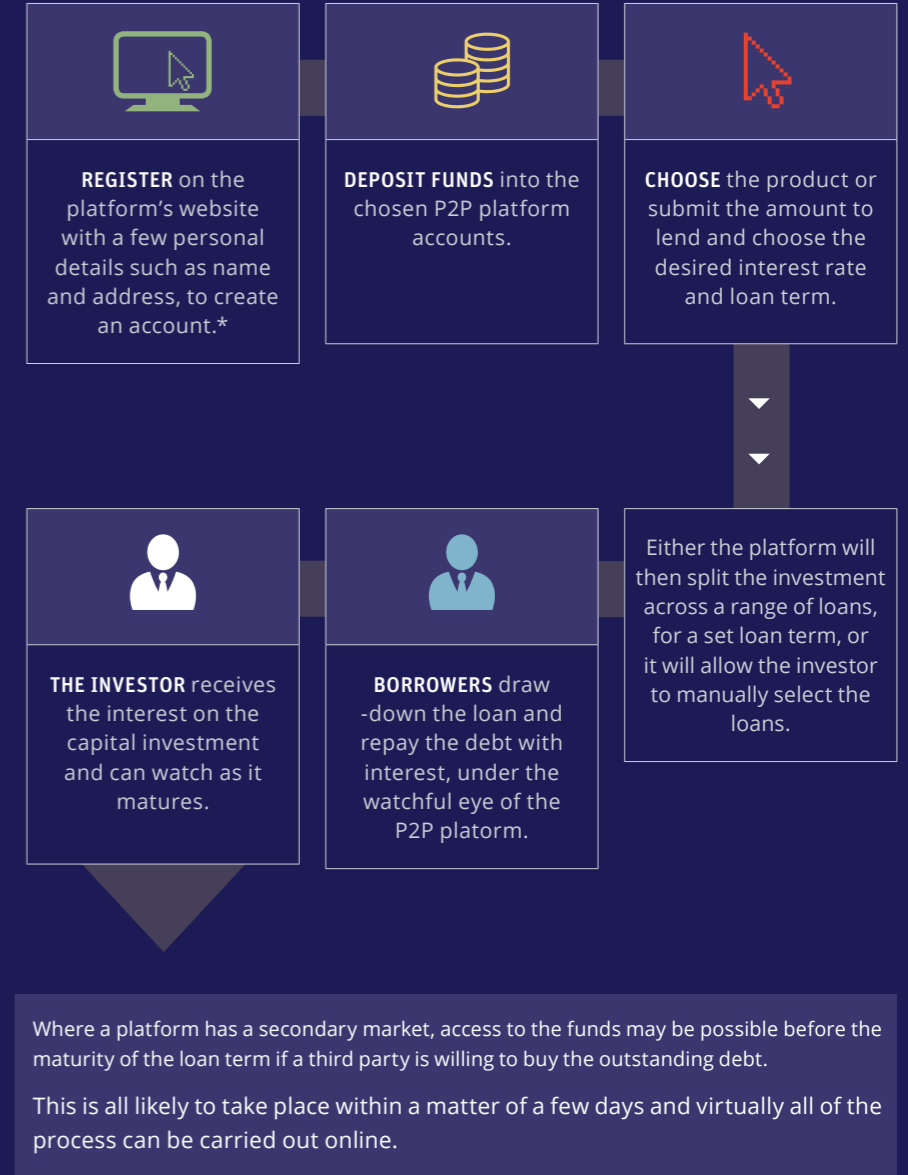 REGISTER on the
platform’s website
with a few personal
details such as name
and address, to create
an account.*
DEPOSIT FUNDS into the
chosen P2P platform
accounts.
CHOOSE the product or
submit the amount to
lend and choose the
desired interest rate
and loan term.
Either the platform will
then split the investment
across a range of loans,
for a set loan term, or
it will allow the investor
to manually select the
loans.
BORROWERS draw
-down the loan and
repay the debt with
interest, under the
watchful eye of the
P2P platorm.
THE INVESTOR receives
the interest on the
capital investment
and can watch as it
matures.
Where a platform has a secondary market, access to the funds may be possible before the
maturity of the loan term if a third party is willing to buy the outstanding debt.
This is all likely to take place within a matter of a few days and virtually all of the
process can be carried out online.